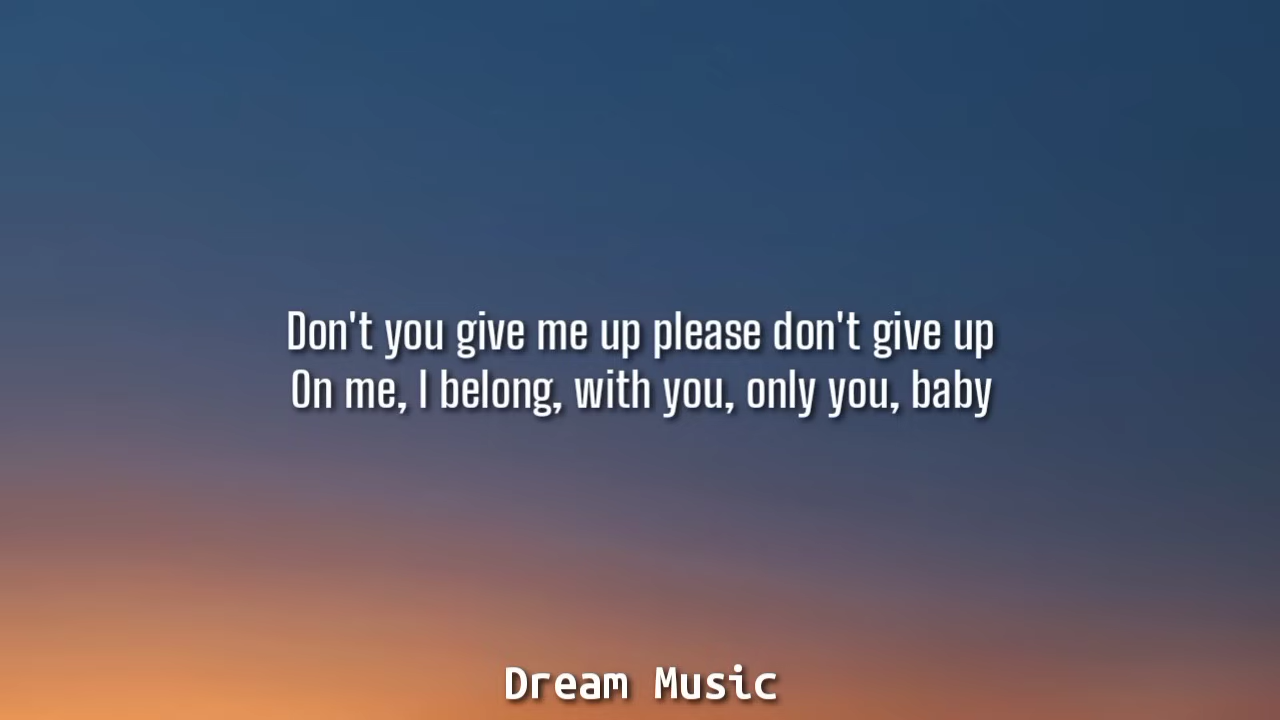 Don't you give me up please don't give up
On me, I belong, with you, only you, baby
Dream Music